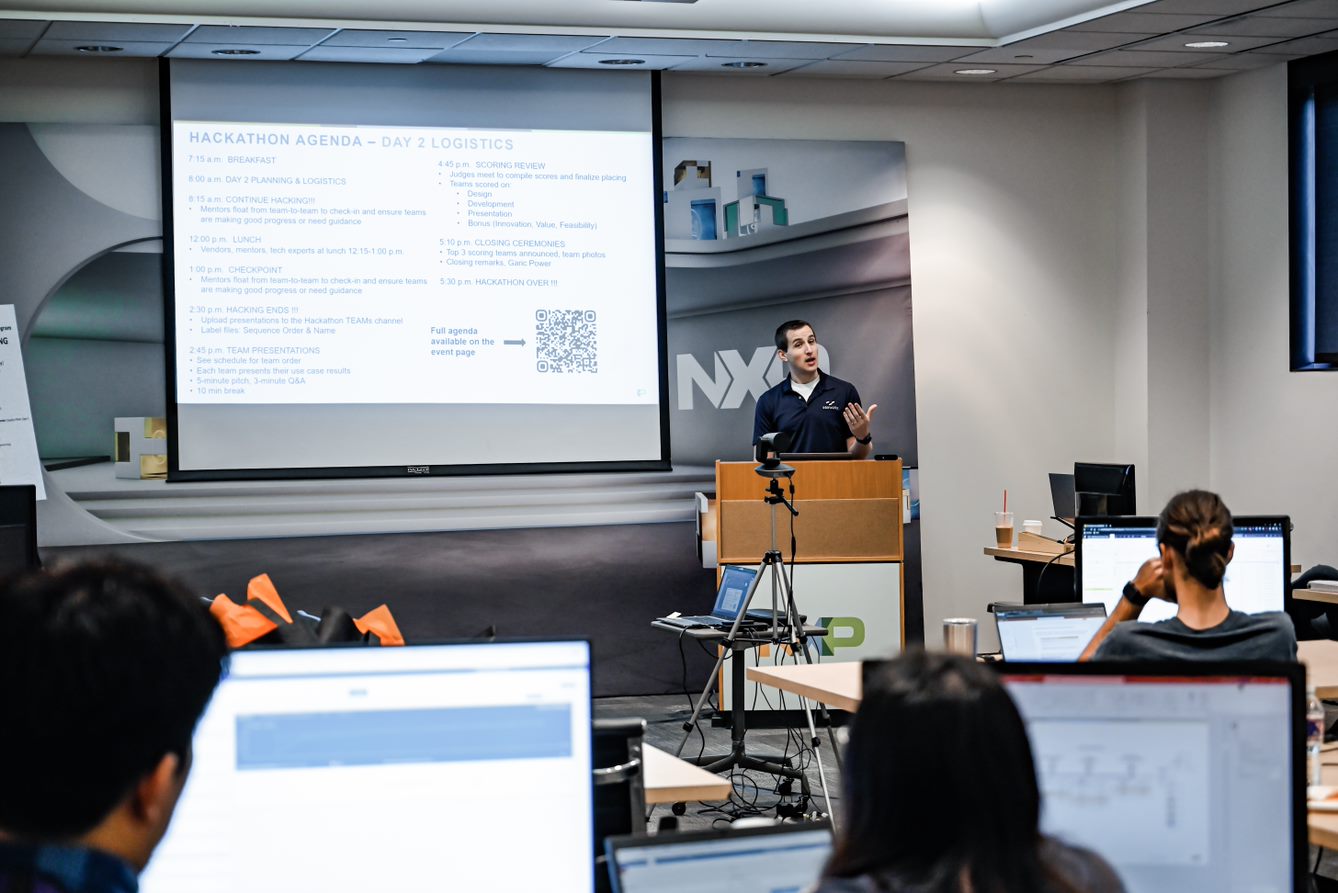 HACKATHON AGENDA – DAY 2 LOGISTICS
7:15 a.m. BREAKFAST
8:00 a.m. DAY 2 PLANNING & LOGISTICS
8:15 a.m. CONTINUE HACKING!!!
• Mentors float from team-to-team to check-in and ensure teams
are making good progress or need guidance
12:00 p.m. LUNCH
• Vendors, mentors, tech experts at lunch 12:15-1:00 p.m.
1:00 p.m. CHECKPOINT
• Mentors float from team-to-team to check-in and ensure teams
are making good progress or need guidance
2:30 p.m. HACKING ENDS !!!
• Upload presentations to the Hackathon TEAMs channel
• Label files: Sequence Order & Name
2:45 p.m. TEAM PRESENTATIONS
• See schedule for team order
• Each team presents their use case results
• 5-minute pitch, 3-minute Q&A
• 10 min break
4:45 p.m. SCORING REVIEW
• Judges meet to compile scores and finalize placing
• Teams scored on:
• Design
• Development
• Presentation
• Bonus (Innovation, Value, Feasibility)
5:10 p.m. CLOSING CEREMONIES
• Top 3 scoring teams announced, team photos
• Closing remarks, Garic Power
5:30 p.m. HACKATHON OVER !!!
Full agenda
available on the
event page
NXP